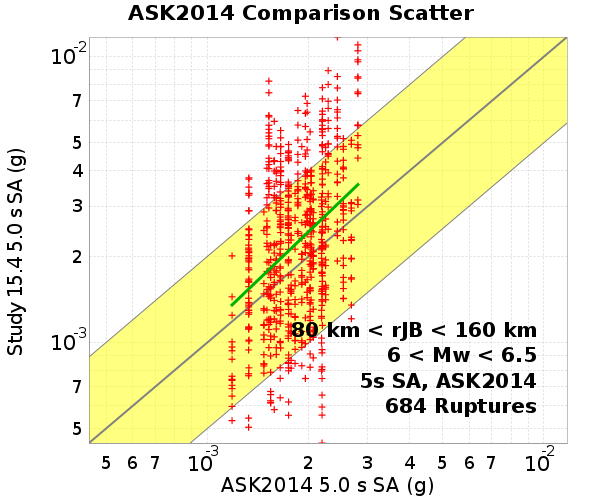 ASK2014 Comparison Scatter
Study 15.4 5.0 s SA (g)
10-2
7
5
4
3
2
10-3
7
5
80 km < rJB < 160 km
6 < Mw < 6.5
5s SA, ASK2014
684 Ruptures
5 6 7 10-3 2 3 4 5 6 7 10-2
ASK2014 5.0 s SA (g)